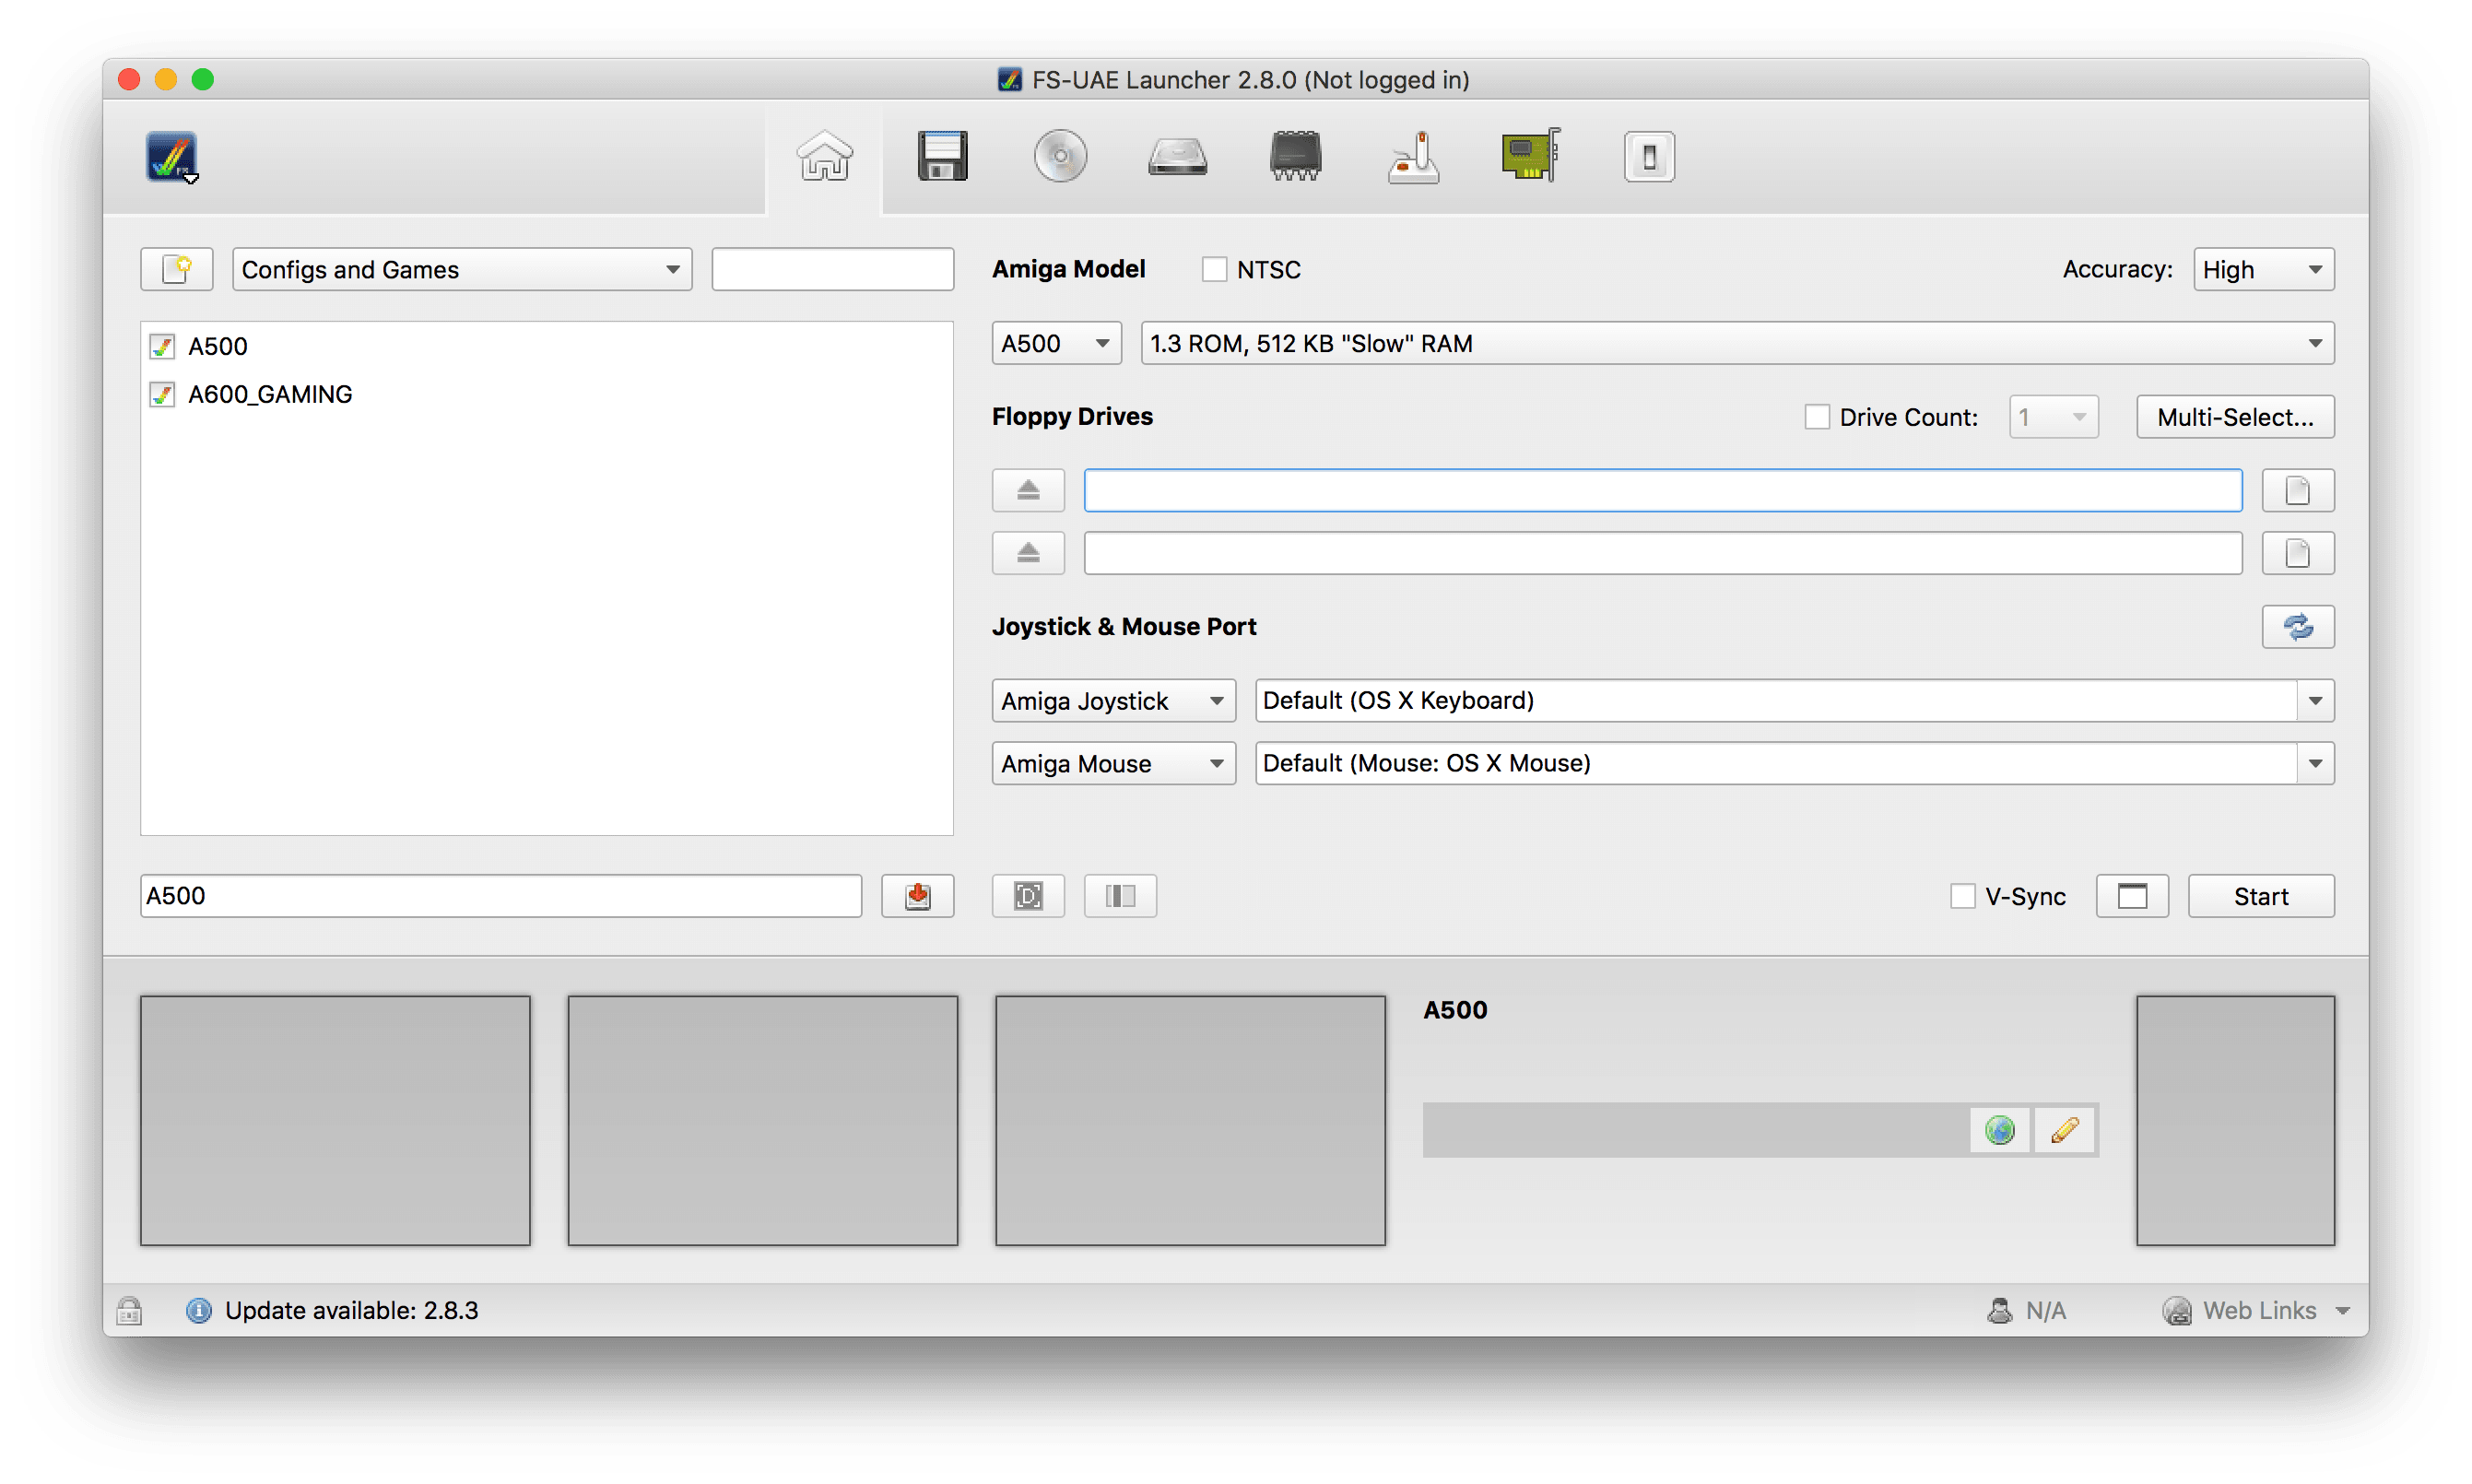 FS-UAE Launcher 2.8.0 (Not logged in)
Configs and Games
Amiga Model
NTSC
Accuracy:
High
A500
A600_GAMING
A500
1.3 ROM, 512 KB "Slow" RAM
Floppy Drives
Drive Count:
1
Multi-Select...
Joystick & Mouse Port
Amiga Joystick
Default (OS X Keyboard)
Amiga Mouse
Default (Mouse: OS X Mouse)
A500
D
V-Sync
Start
A500
Update available: 2.8.3
N/A
Web Links